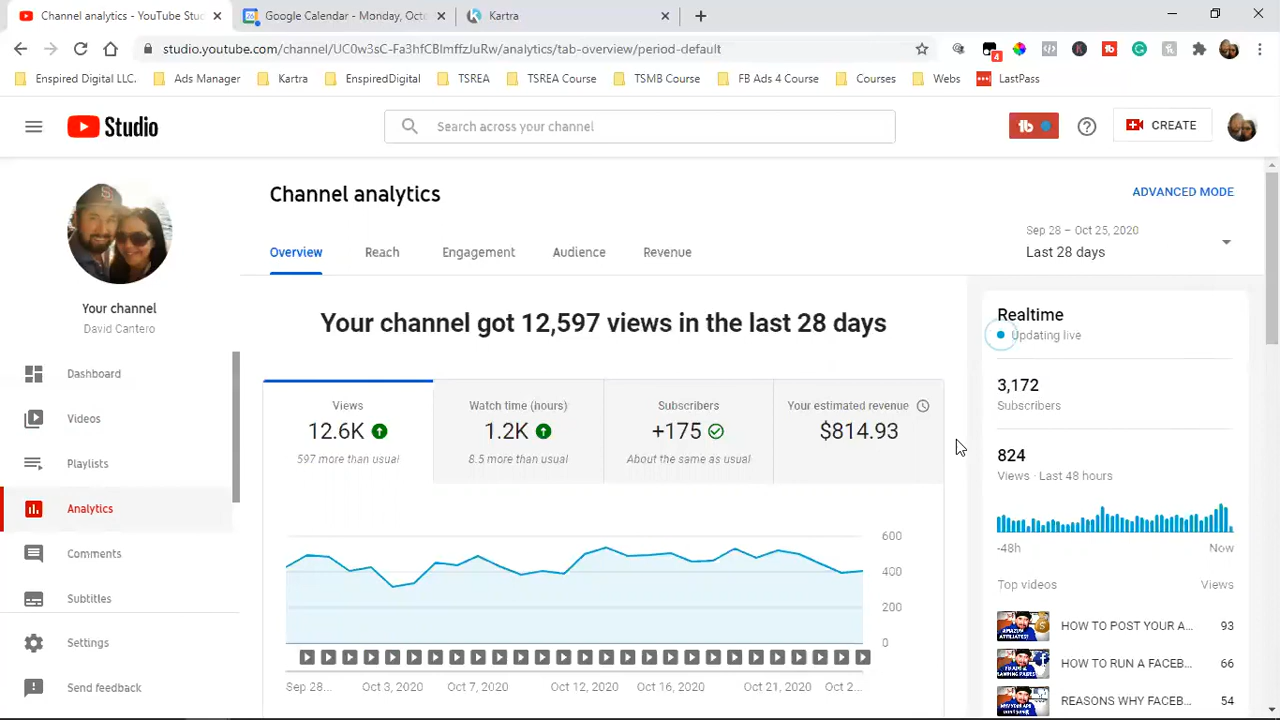 Channel analytics - YouTube Stu
Google Calendar - Monday, Octo
Kartra
studio.youtube.com/channel/UC0w3sC-Fa3hfCBlmffzJuRw/analytics/tab-overview/period-default
4
Enspired Digital LLC.
Ads Manager
Kartra
EnspiredDigital
TSREA
TSREA Course
TSMB Course
FB Ads 4 Course
Courses
Webs
LastPass
Studio
Search across your channel
tb
CREATE
Your channel
David Cantero
Dashboard
Videos
Playlists
Analytics
Comments
Subtitles
Settings
Send feedback
Channel analytics
ADVANCED MODE
Overview
Reach
Engagement
Audience
Revenue
Sep 28 – Oct 25, 2020
Last 28 days
Your channel got 12,597 views in the last 28 days
Views
12.6K
597 more than usual
Watch time (hours)
1.2K
8.5 more than usual
Subscribers
+175
About the same as usual
Your estimated revenue
$814.93
600
400
200
0
Sep 28...
Oct 3, 2020
Oct 7, 2020
Oct 12, 2020
Oct 16, 2020
Oct 21, 2020
Oct 2...
Realtime
Updating live
3,172
Subscribers
824
Views · Last 48 hours
-48h
Now
Top videos
Views
HOW TO POST YOUR A...
93
HOW TO RUN A FACEB...
66
REASONS WHY FACEB...
54